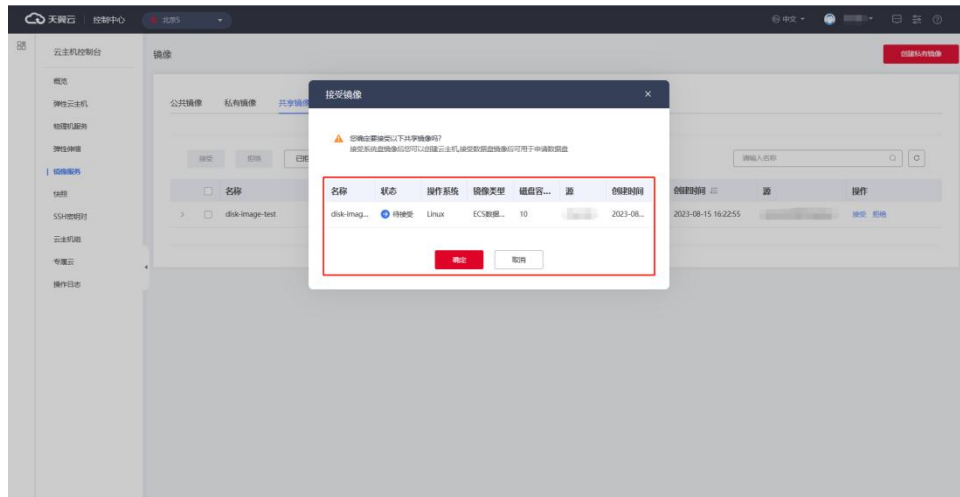 天翼云 控制中心 北京5 中文
云主机控制台
概览
弹性云主机
物理机服务
弹性伸缩
镜像服务
快照
SSH密钥对
云主机组
专属云
操作日志
镜像 创建私有镜像
公共镜像 私有镜像 共享镜像
接受 拒绝 请输入名称
名称 创建时间 源 操作
disk-image-test 2023-08-15 16:22:55 接受 拒绝
接受镜像
您确定要接受以下共享镜像吗?
接受系统盘镜像后您可以创建云主机,接受数据盘镜像后可用于申请数据盘
名称 状态 操作系统 镜像类型 磁盘容... 源 创建时间
disk-imag... 待接受 Linux ECS数据... 10 2023-08...
确定 取消